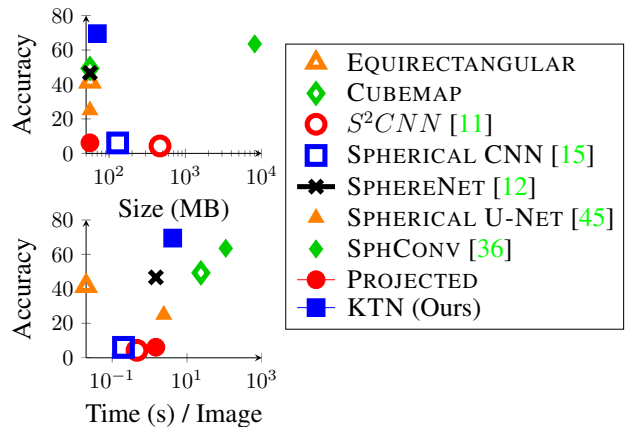 80
60
40
20
0
Accuracy
10^2 10^3 10^4
Size (MB)
80
60
40
20
0
Accuracy
10^−1 10^1 10^3
Time (s) / Image
EQUIRECTANGULAR
CUBEMAP
S^2CNN [11]
SPHERICAL CNN [15]
SPHERENET [12]
SPHERICAL U-NET [45]
SPHCONV [36]
PROJECTED
KTN (Ours)